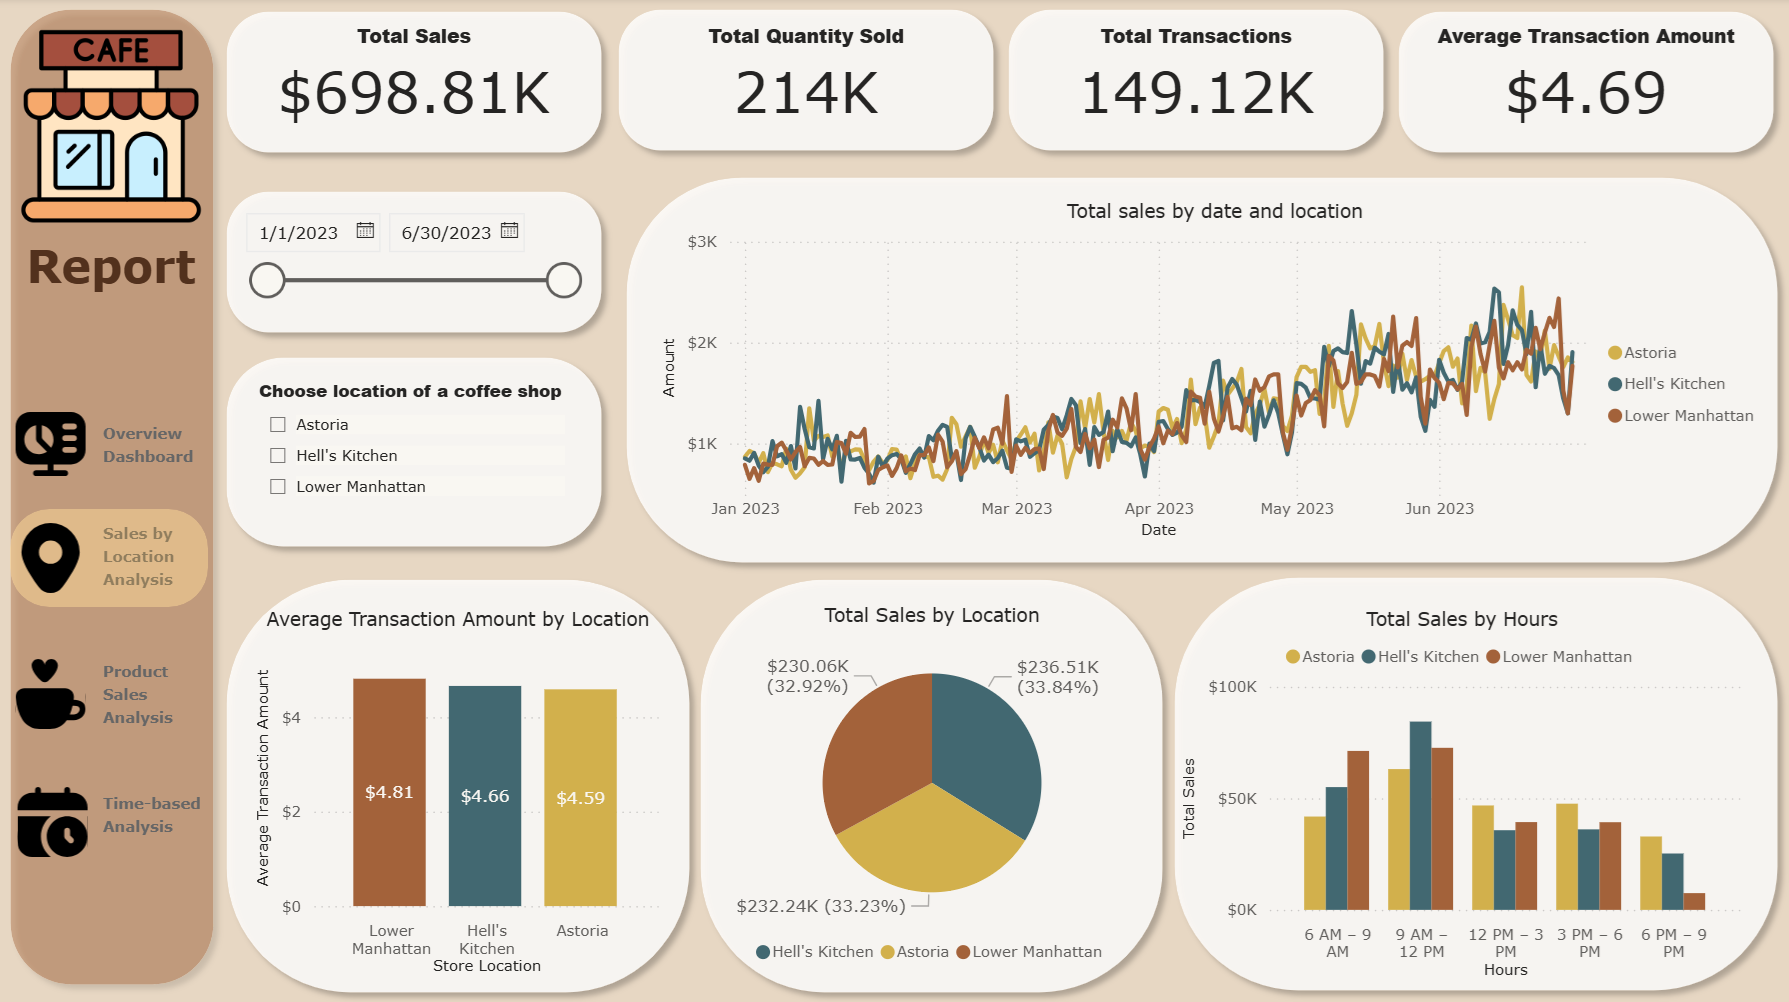 CAFE
Report
Overview
Dashboard
Sales by
Location
Analysis
Product
Sales
Analysis
Time-based
Analysis
Total Sales
$698.81K
Total Quantity Sold
214K
Total Transactions
149.12K
Average Transaction Amount
$4.69
1/1/2023
6/30/2023
Choose location of a coffee shop
Astoria
Hell's Kitchen
Lower Manhattan
Total sales by date and location
Amount
$3K
$2K
$1K
Jan 2023
Feb 2023
Mar 2023
Apr 2023
May 2023
Jun 2023
Date
Astoria
Hell's Kitchen
Lower Manhattan
Average Transaction Amount by Location
Average Transaction Amount
$4
$2
$0
$4.81
$4.66
$4.59
Lower
Manhattan
Hell's
Kitchen
Astoria
Store Location
Total Sales by Location
$230.06K
(32.92%)
$236.51K
(33.84%)
$232.24K (33.23%)
Hell's Kitchen
Astoria
Lower Manhattan
Total Sales by Hours
Astoria
Hell's Kitchen
Lower Manhattan
Total Sales
$100K
$50K
$0K
6 AM – 9
AM
9 AM –
12 PM
12 PM – 3
PM
3 PM – 6
PM
6 PM – 9
PM
Hours